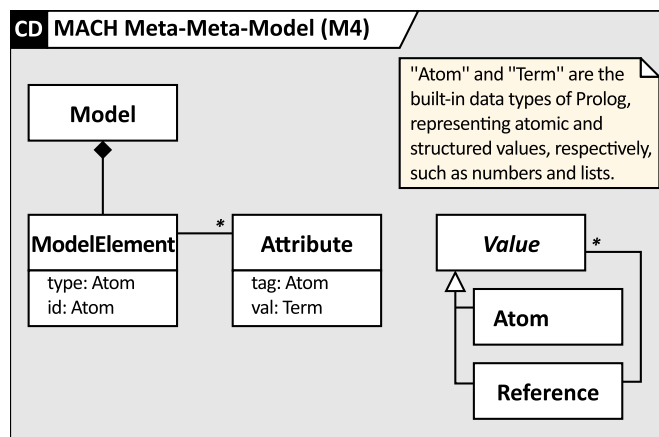 CD MACH Meta-Meta-Model (M4)
"Atom" and "Term" are the
built-in data types of Prolog,
representing atomic and
structured values, respectively,
such as numbers and lists.
Model
ModelElement
type: Atom
id: Atom
*
Attribute
tag: Atom
val: Term
Value
*
Atom
Reference